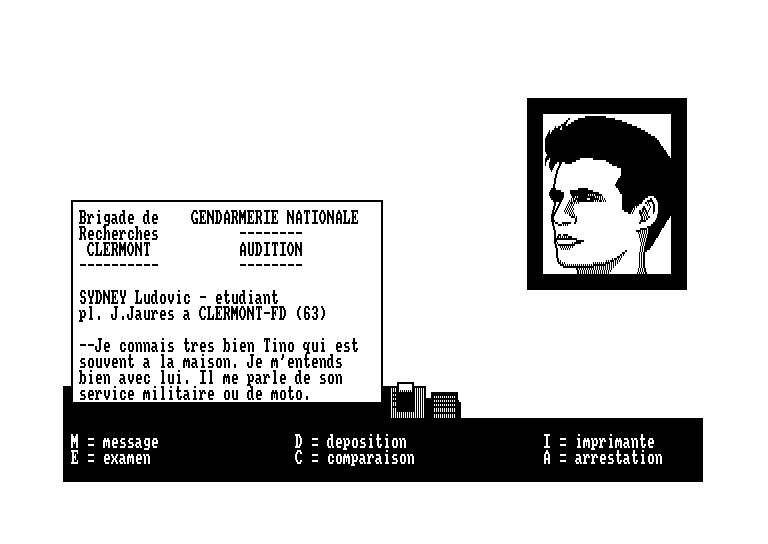 Brigade de    GENDARMERIE NATIONALE
Recherches          --------
CLERMONT           AUDITION
----------          --------
SYDNEY Ludovic - etudiant
pl. J.Jaures a CLERMONT-FD (63)
--Je connais tres bien Tino qui est
souvent a la maison. Je m'entends
bien avec lui. Il me parle de son
service militaire ou de moto.
M = message    D = deposition    I = imprimante
E = examen    C = comparaison    A = arrestation